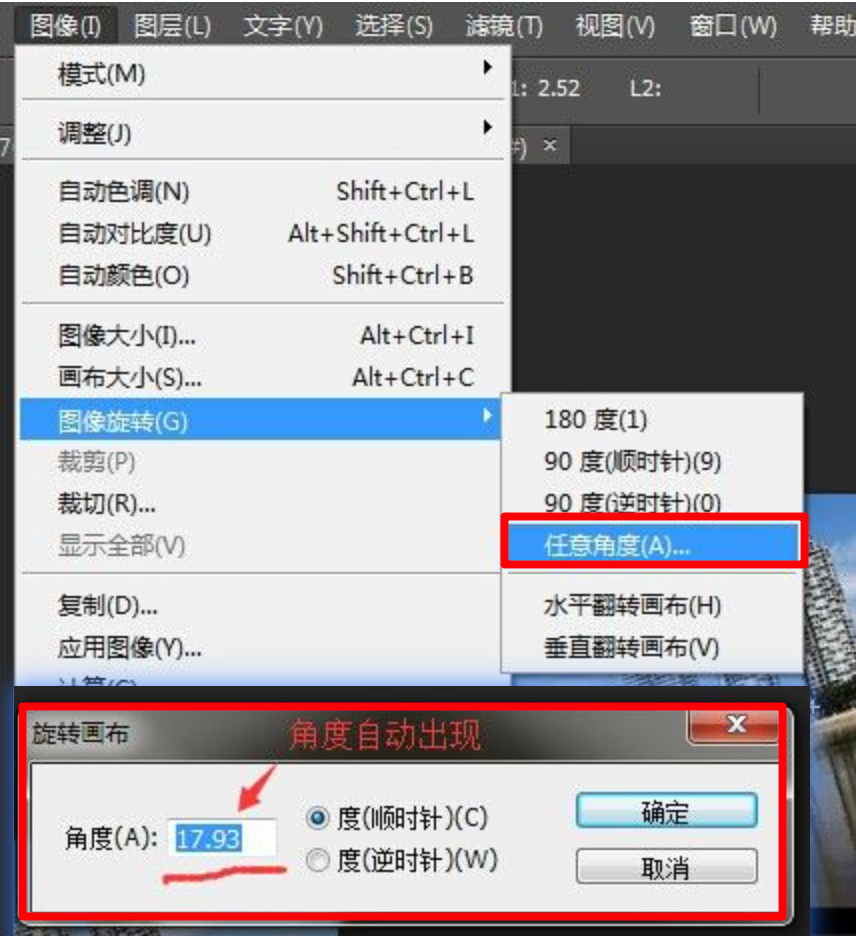 图像(I) 图层(L) 文字(Y) 选择(S) 滤镜(T) 视图(V) 窗口(W) 帮助
模式(M)
: 2.52 L2:
调整(J)
7 #) ×
自动色调(N) Shift+Ctrl+L
自动对比度(U) Alt+Shift+Ctrl+L
自动颜色(O) Shift+Ctrl+B
图像大小(I)... Alt+Ctrl+I
画布大小(S)... Alt+Ctrl+C
图像旋转(G)
180 度(1)
裁剪(P)
90 度(顺时针)(9)
裁切(R)...
90 度(逆时针)(0)
显示全部(V)
任意角度(A)...
复制(D)...
水平翻转画布(H)
应用图像(Y)...
垂直翻转画布(V)
计算(C)
旋转画布
角度自动出现
角度(A): 17.93
度(顺时针)(C)
度(逆时针)(W)
确定
取消